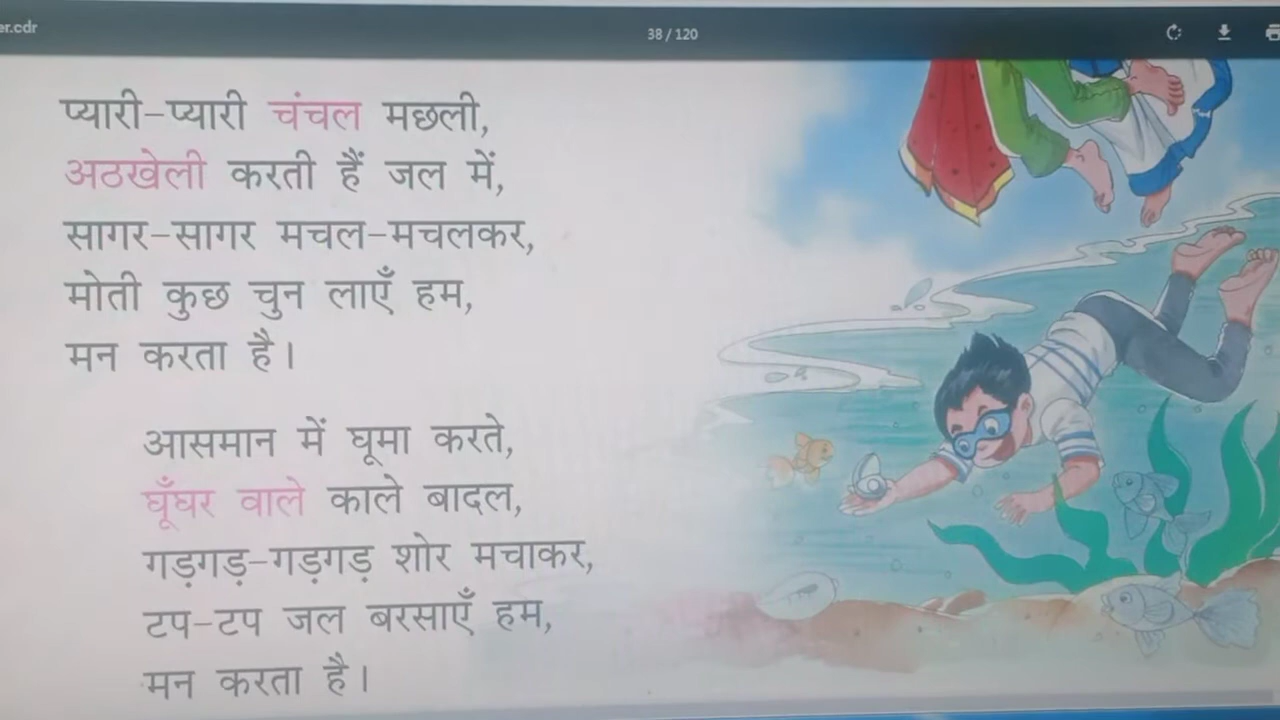 er.cdr
38 / 120
प्यारी-प्यारी चंचल मछली,
अठखेली करती हैं जल में,
सागर-सागर मचल-मचलकर,
मोती कुछ चुन लाएँ हम,
मन करता है।
आसमान में घूमा करते,
घूँघर वाले काले बादल,
गड़गड़-गड़गड़ शोर मचाकर,
टप-टप जल बरसाएँ हम,
मन करता है।